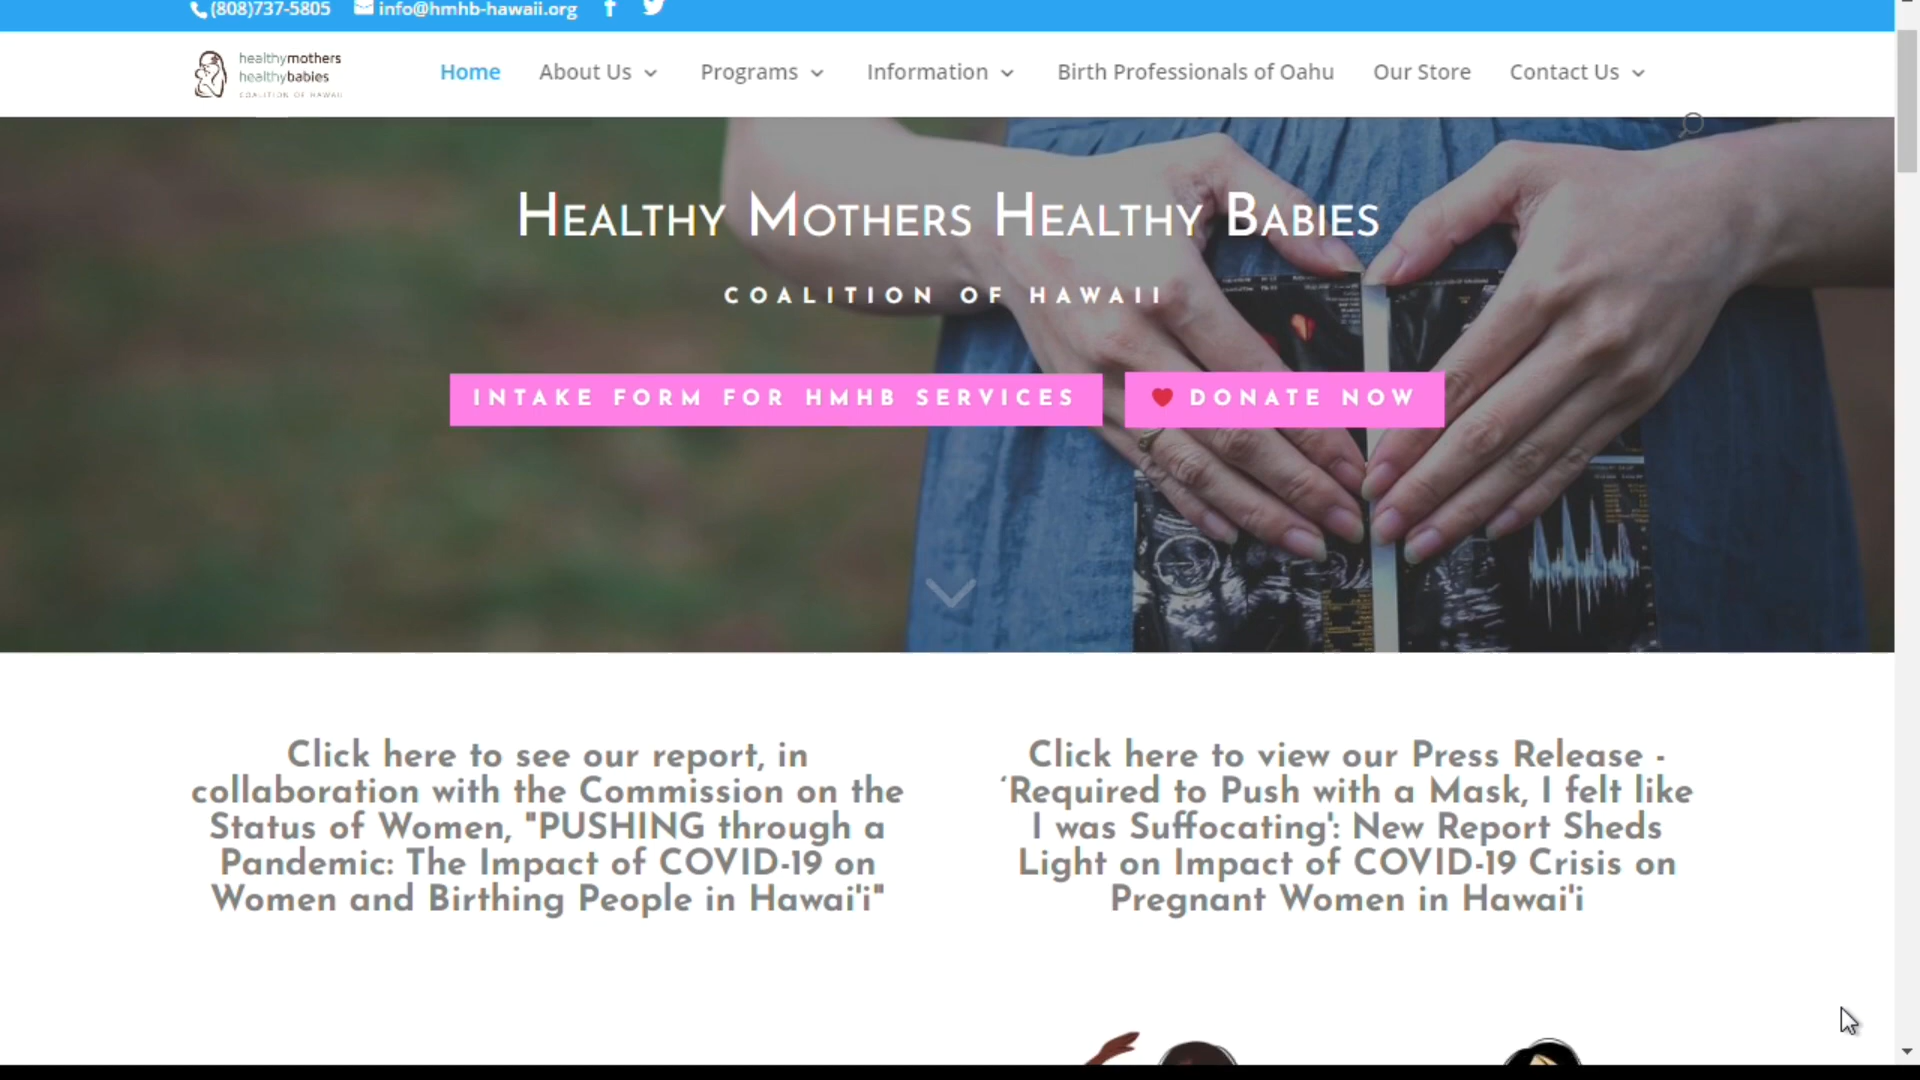 (808)737-5805 info@hmhb-hawaii.org
healthymothers
healthybabies
COALITION OF HAWAII
Home About Us Programs Information Birth Professionals of Oahu Our Store Contact Us
HEALTHY MOTHERS HEALTHY BABIES
COALITION OF HAWAII
INTAKE FORM FOR HMHB SERVICES DONATE NOW
Click here to see our report, in
collaboration with the Commission on the
Status of Women, "PUSHING through a
Pandemic: The Impact of COVID-19 on
Women and Birthing People in Hawai'i"
Click here to view our Press Release -
‘Required to Push with a Mask, I felt like
I was Suffocating': New Report Sheds
Light on Impact of COVID-19 Crisis on
Pregnant Women in Hawai'i